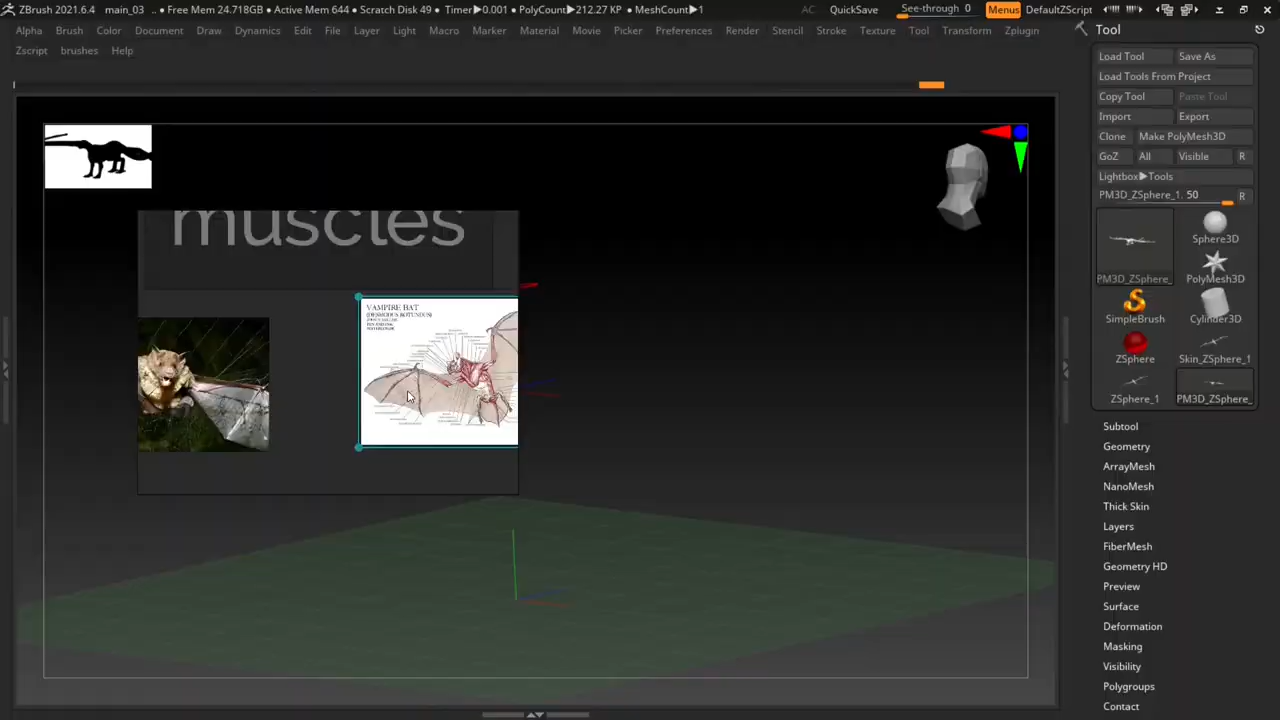 ZBrush 2021.6.4 main_03 .. • Free Mem 24.718GB • Active Mem 644 • Scratch Disk 49 • Timer▶0.001 • PolyCount▶212.27 KP • MeshCount▶1 AC QuickSave See-through 0 Menus DefaultZScript
Alpha Brush Color Document Draw Dynamics Edit File Layer Light Macro Marker Material Movie Picker Preferences Render Stencil Stroke Texture Tool Transform Zplugin
Zscript brushes Help
muscles
VAMPIRE BAT
Tool
Load Tool Save As
Load Tools From Project
Copy Tool Paste Tool
Import Export
Clone Make PolyMesh3D
GoZ All Visible R
Lightbox▶Tools
PM3D_ZSphere_1. 50 R
PM3D_ZSphere_ Sphere3D
PolyMesh3D
SimpleBrush Cylinder3D
ZSphere Skin_ZSphere_1
ZSphere_1 PM3D_ZSphere_
Subtool
Geometry
ArrayMesh
NanoMesh
Thick Skin
Layers
FiberMesh
Geometry HD
Preview
Surface
Deformation
Masking
Visibility
Polygroups
Contact